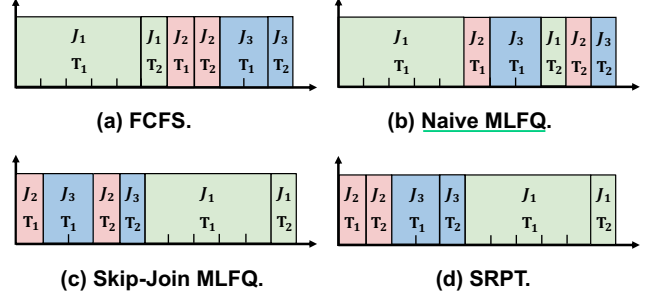 J₁ J₁ J₂ J₂ J₃ J₃
T₁ T₂ T₁ T₂ T₁ T₂
(a) FCFS.
J₁ J₂ J₃ J₁ J₂ J₃
T₁ T₁ T₁ T₂ T₂ T₂
(b) Naive MLFQ.
J₂ J₃ J₂ J₃ J₁ J₁
T₁ T₁ T₂ T₂ T₁ T₂
(c) Skip-Join MLFQ.
J₂ J₂ J₃ J₃ J₁ J₁
T₁ T₂ T₁ T₂ T₁ T₂
(d) SRPT.